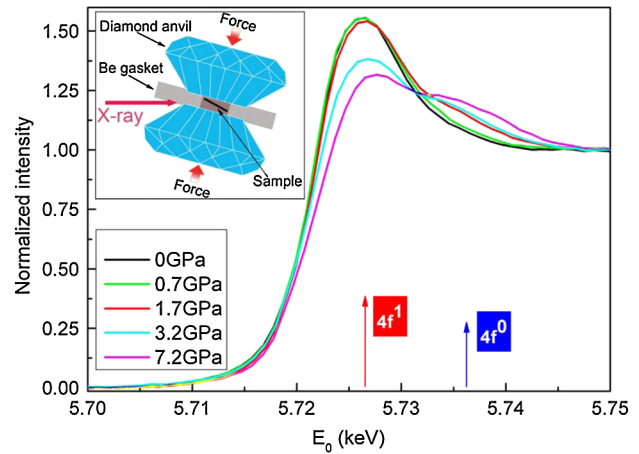 Normalized intensity
1.50
1.25
1.00
0.75
0.50
0.25
0.00
Diamond anvil
Force
Be gasket
X-ray
Force
Sample
0GPa
0.7GPa
1.7GPa
3.2GPa
7.2GPa
4f1
4f0
5.70
5.71
5.72
5.73
5.74
5.75
E0 (keV)